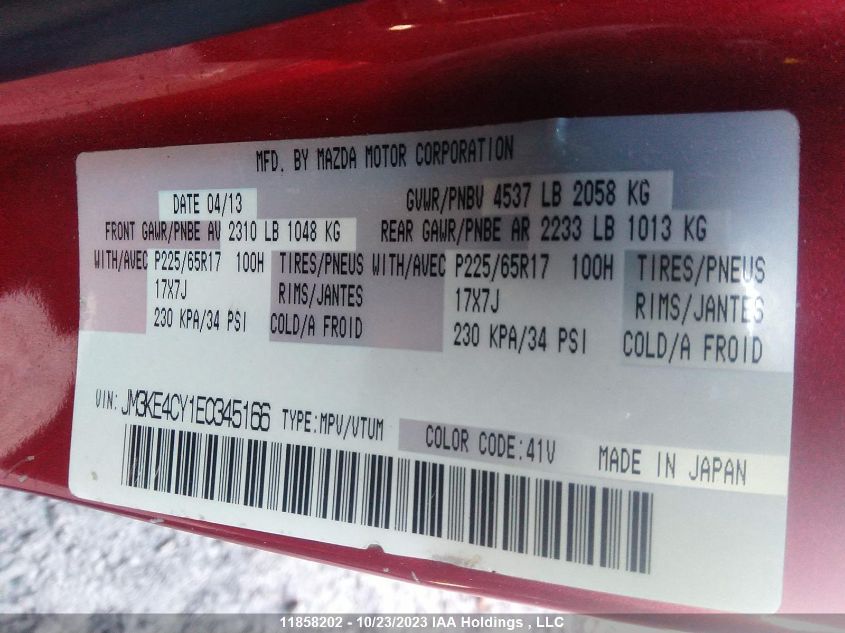 MFD. BY MAZDA MOTOR CORPORATION
DATE 04/13 GVWR/PNBV 4537 LB 2058 KG
FRONT GAWR/PNBE AV 2310 LB 1048 KG REAR GAWR/PNBE AR 2233 LB 1013 KG
WITH/AVEC P225/65R17 100H TIRES/PNEUS WITH/AVEC P225/65R17 100H TIRES/PNEUS
17X7J RIMS/JANTES 17X7J RIMS/JANTES
230 KPA/34 PSI COLD/A FROID 230 KPA/34 PSI COLD/A FROID
VIN: JM3KE4CY1E0345166 TYPE:MPV/VTUM COLOR CODE:41V MADE IN JAPAN
11858202 - 10/23/2023 IAA Holdings , LLC